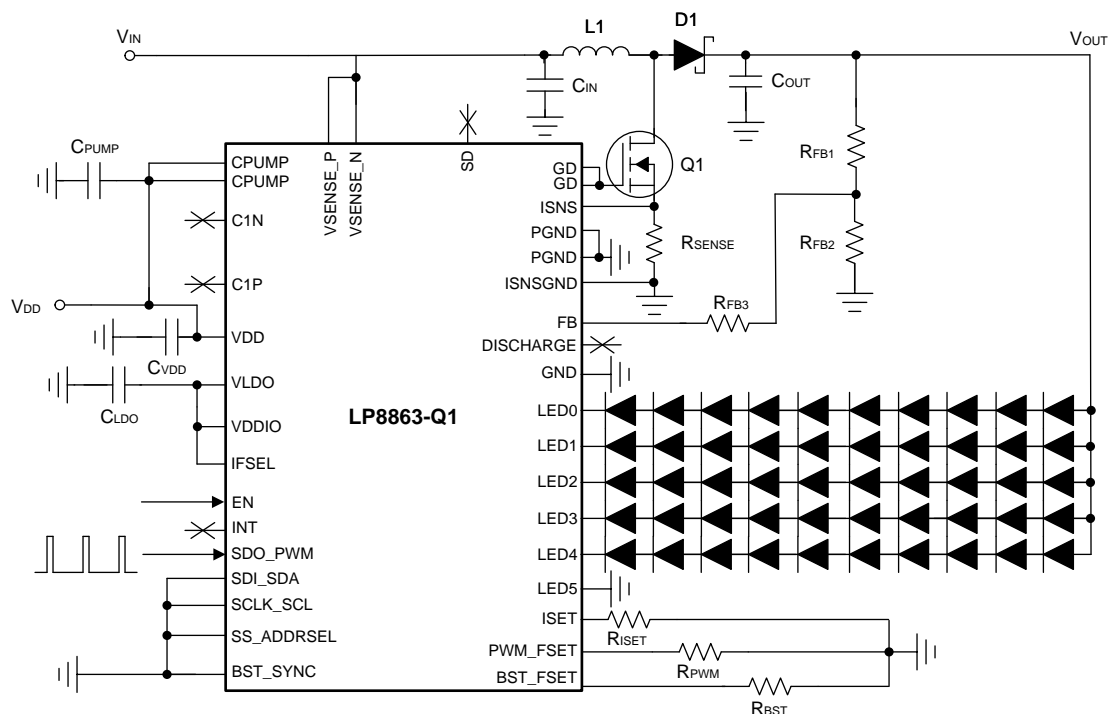 L1
D1
VIN
VOUT
CIN
COUT
CPUMP
Q1
RFB1
RFB2
RSENSE
RFB3
VDD
CVDD
CLDO
LP8863-Q1
VSENSE_P
VSENSE_N
SD
CPUMP
CPUMP
C1N
C1P
VDD
VLDO
VDDIO
IFSEL
EN
INT
SDO_PWM
SDI_SDA
SCLK_SCL
SS_ADDRSEL
BST_SYNC
GD
GD
ISNS
PGND
PGND
ISNSGND
FB
DISCHARGE
GND
LED0
LED1
LED2
LED3
LED4
LED5
ISET
PWM_FSET
BST_FSET
RISET
RPWM
RBST